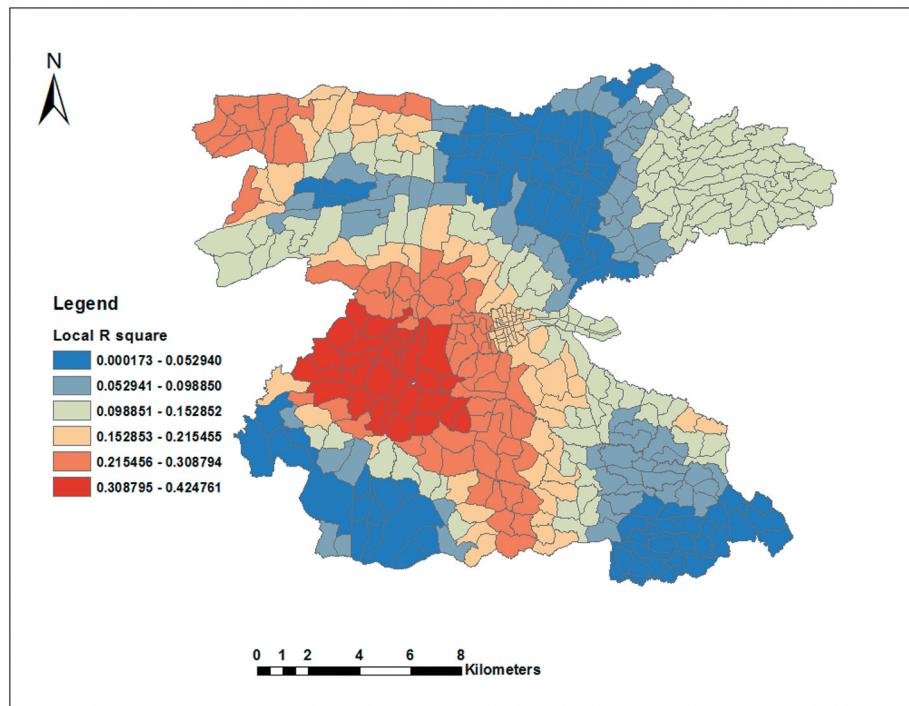 N
Legend
Local R square
0.000173 - 0.052940
0.052941 - 0.098850
0.098851 - 0.152852
0.152853 - 0.215455
0.215456 - 0.308794
0.308795 - 0.424761
0 1 2 4 6 8
Kilometers